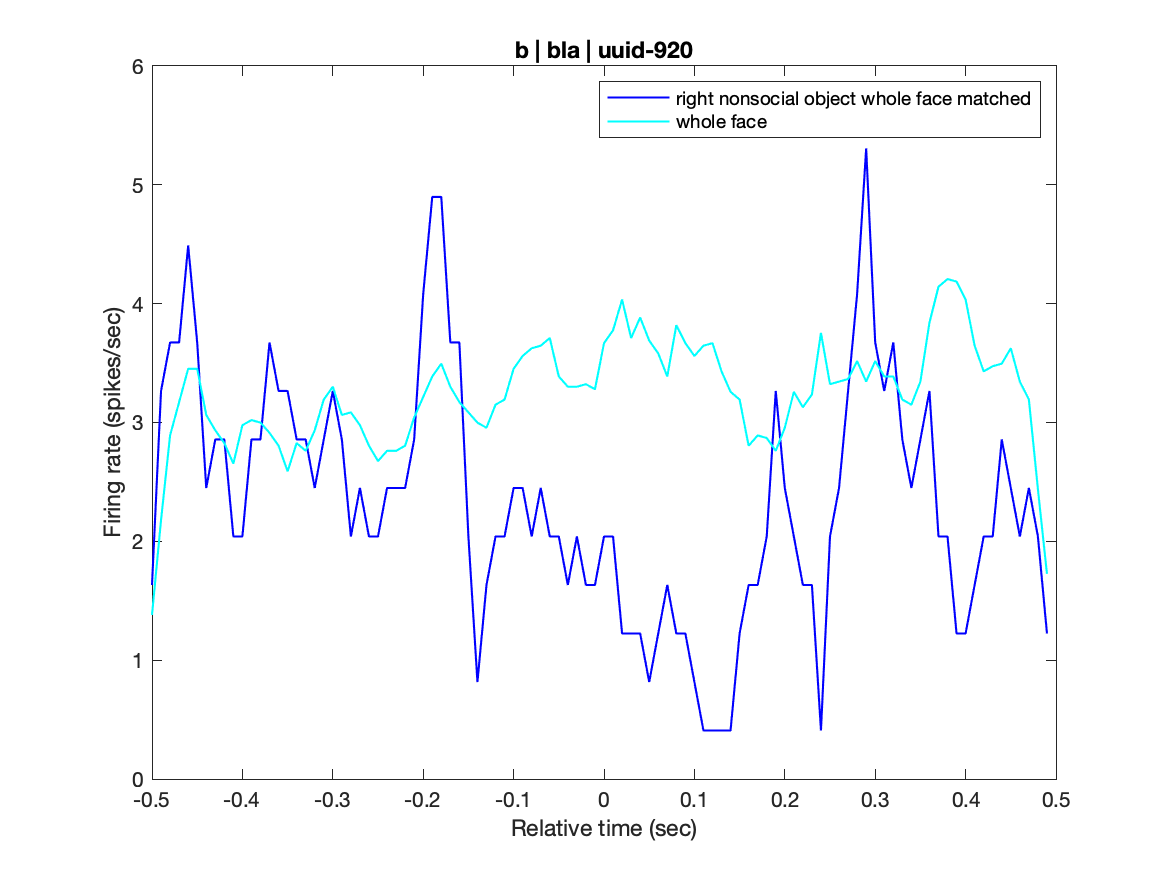 b | bla | uuid-920
right nonsocial object whole face matched
whole face
Firing rate (spikes/sec)
6
5
4
3
2
1
0
-0.5 -0.4 -0.3 -0.2 -0.1 0 0.1 0.2 0.3 0.4 0.5
Relative time (sec)